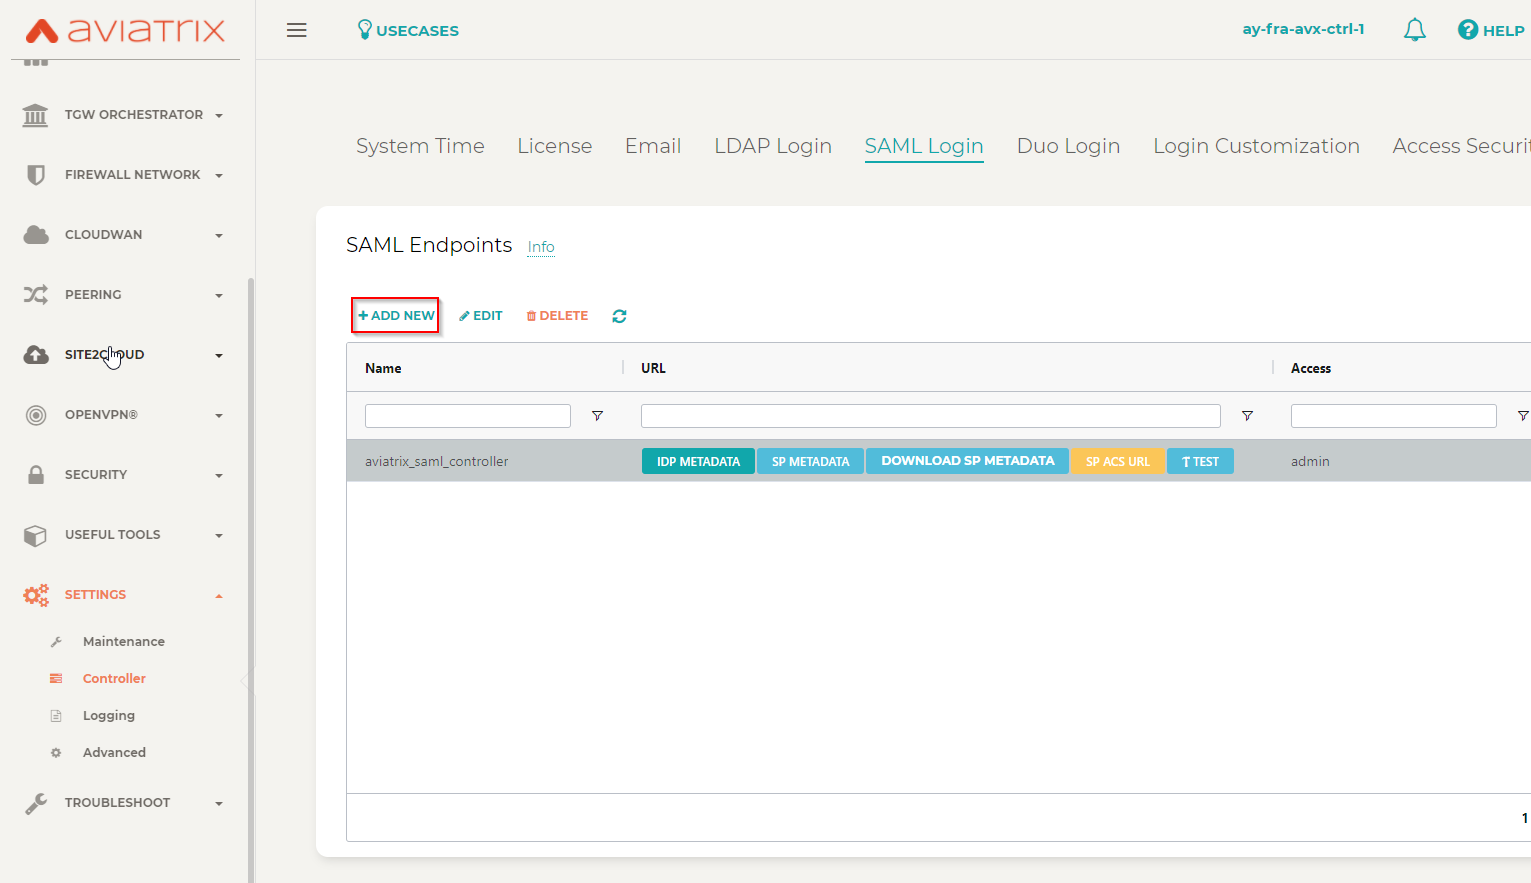 aviatrix
USECASES
ay-fra-avx-ctrl-1
? HELP
TGW ORCHESTRATOR
FIREWALL NETWORK
CLOUDWAN
PEERING
SITE2CLOUD
OPENVPN®
SECURITY
USEFUL TOOLS
SETTINGS
Maintenance
Controller
Logging
Advanced
TROUBLESHOOT
System Time License Email LDAP Login SAML Login Duo Login Login Customization Access Securit
SAML Endpoints Info
+ ADD NEW EDIT DELETE
Name URL Access
aviatrix_saml_controller IDP METADATA SP METADATA DOWNLOAD SP METADATA SP ACS URL T TEST admin
1